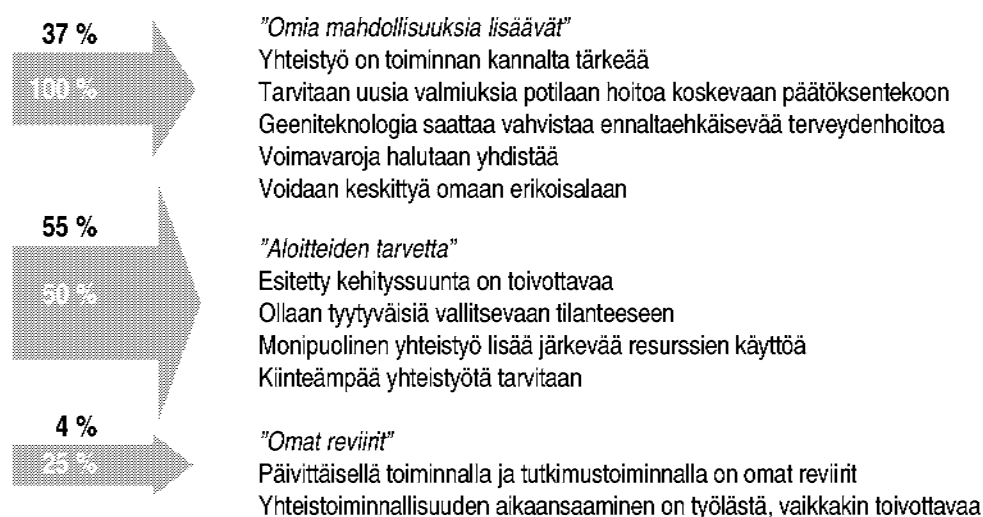 37 %
100 %
"Omia mahdollisuuksia lisäävät"
Yhteistyö on toiminnan kannalta tärkeää
Tarvitaan uusia valmiuksia potilaan hoitoa koskevaan päätöksentekoon
Geeniteknologia saattaa vahvistaa ennaltaehkäisevää terveydenhoitoa
Voimavaroja halutaan yhdistää
Voidaan keskittyä omaan erikoisalaan
55 %
50 %
"Aloitteiden tarvetta"
Esitetty kehityssuunta on toivottavaa
Ollaan tyytyväisiä vallitsevaan tilanteeseen
Monipuolinen yhteistyö lisää järkevää resurssien käyttöä
Kiinteämpää yhteistyötä tarvitaan
4 %
25 %
"Omat reviirit"
Päivittäisellä toiminnalla ja tutkimustoiminnalla on omat reviirit
Yhteistoiminnallisuuden aikaansaaminen on työlästä, vaikkakin toivottavaa